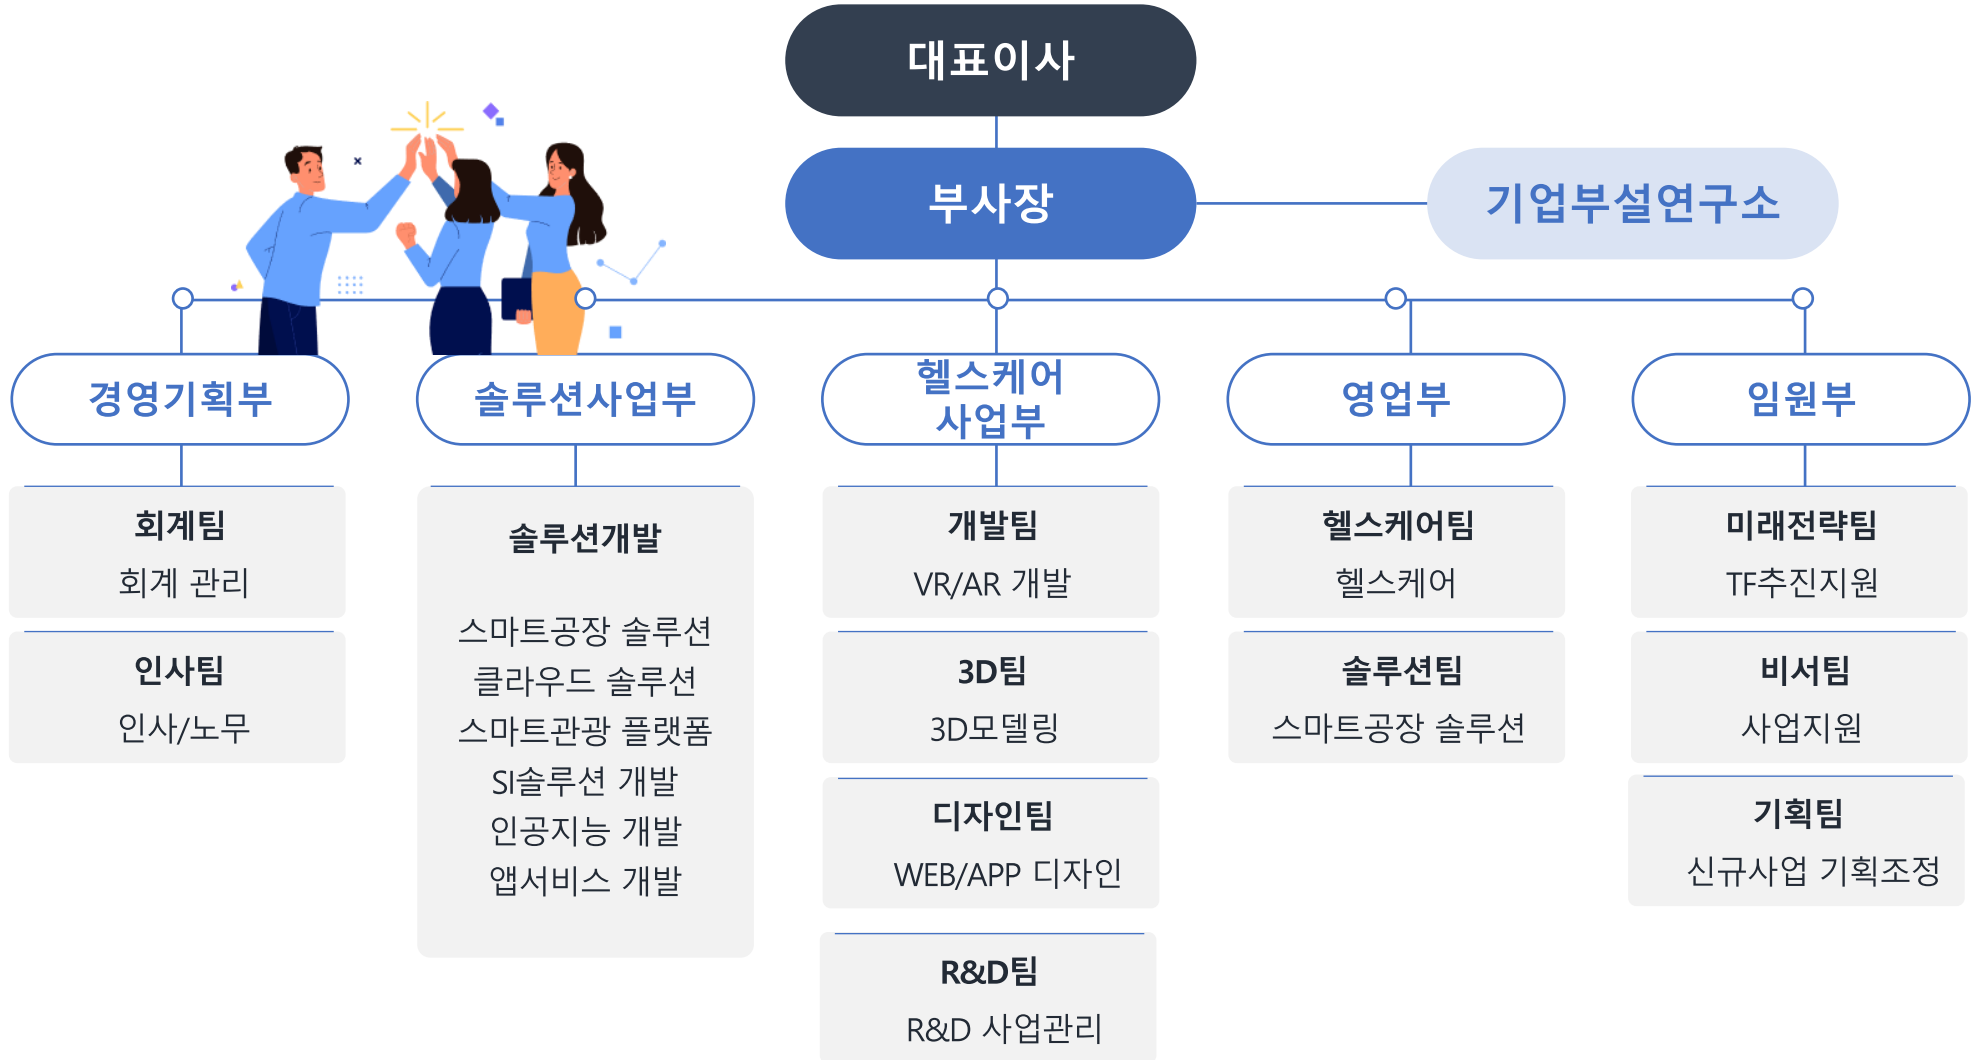 대표이사
부사장
기업부설연구소
경영기획부
솔루션사업부
헬스케어
사업부
영업부
임원부
회계팀
회계 관리
인사팀
인사/노무
솔루션개발
스마트공장 솔루션
클라우드 솔루션
스마트관광 플랫폼
SI솔루션 개발
인공지능 개발
앱서비스 개발
개발팀
VR/AR 개발
3D팀
3D모델링
디자인팀
WEB/APP 디자인
R&D팀
R&D 사업관리
헬스케어팀
헬스케어
솔루션팀
스마트공장 솔루션
미래전략팀
TF추진지원
비서팀
사업지원
기획팀
신규사업 기획조정